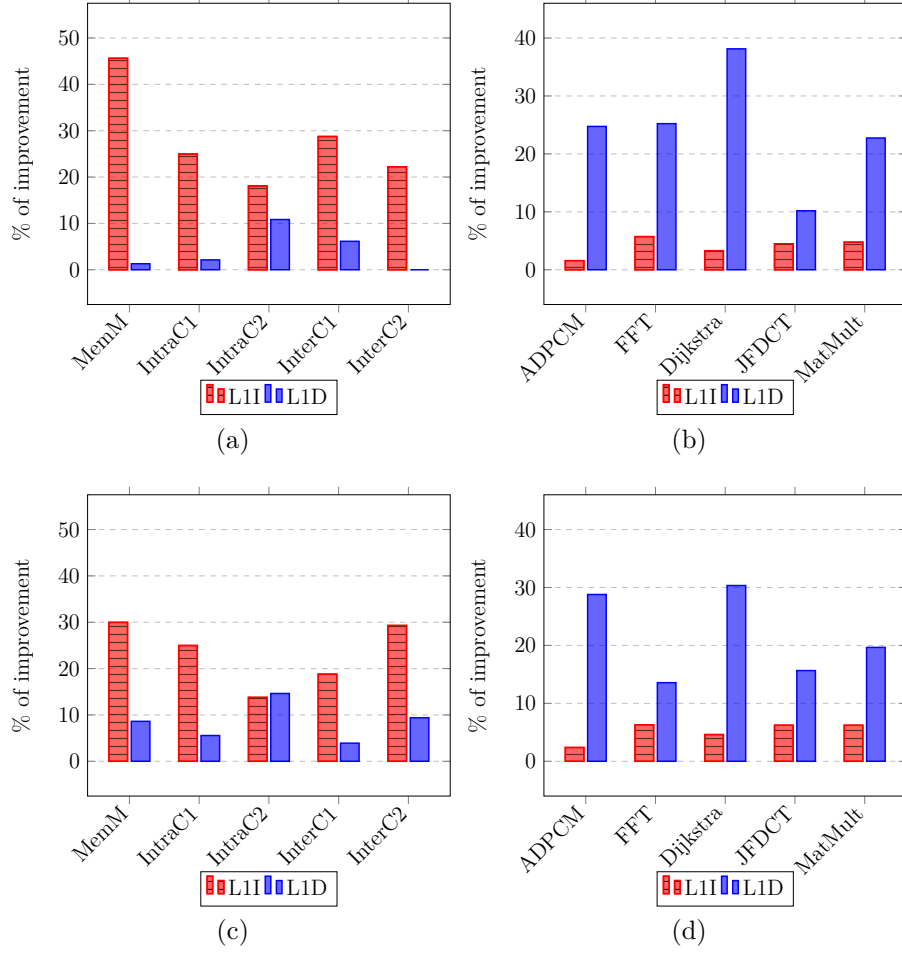 % of improvement
50
40
30
20
10
0
MemM
IntraC1
IntraC2
InterC1
InterC2
L1I L1D
(a)
% of improvement
40
30
20
10
0
ADPCM
FFT
Dijkstra
JFDCT
MatMult
L1I L1D
(b)
% of improvement
50
40
30
20
10
0
MemM
IntraC1
IntraC2
InterC1
InterC2
L1I L1D
(c)
% of improvement
40
30
20
10
0
ADPCM
FFT
Dijkstra
JFDCT
MatMult
L1I L1D
(d)